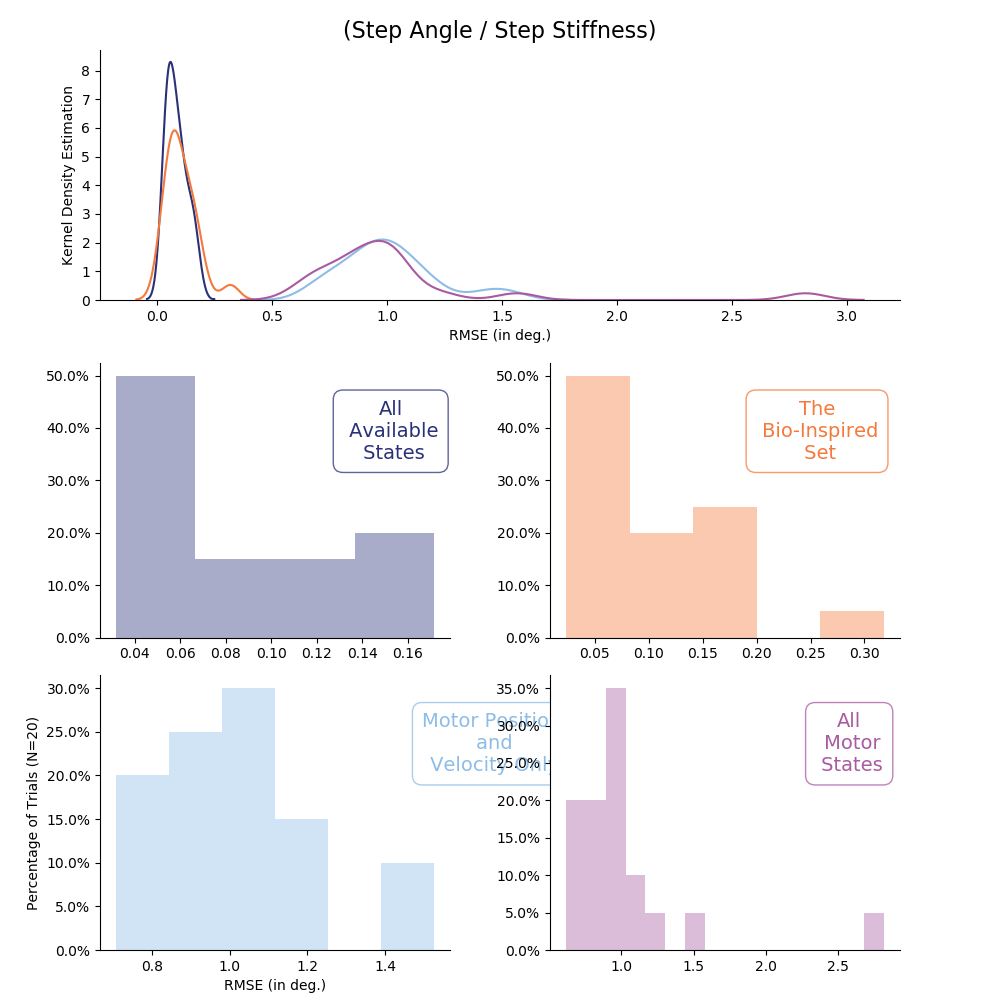 (Step Angle / Step Stiffness)
Kernel Density Estimation
8
7
6
5
4
3
2
1
0
0.0 0.5 1.0 1.5 2.0 2.5 3.0
RMSE (in deg.)
50.0%
40.0%
30.0%
20.0%
10.0%
0.0%
All
Available
States
0.04 0.06 0.08 0.10 0.12 0.14 0.16
50.0%
40.0%
30.0%
20.0%
10.0%
0.0%
The
Bio-Inspired
Set
0.05 0.10 0.15 0.20 0.25 0.30
Percentage of Trials (N=20)
30.0%
25.0%
20.0%
15.0%
10.0%
5.0%
0.0%
Motor Position
and
Velocity Only
0.8 1.0 1.2 1.4
RMSE (in deg.)
35.0%
30.0%
25.0%
20.0%
15.0%
10.0%
5.0%
0.0%
All
Motor
States
1.0 1.5 2.0 2.5